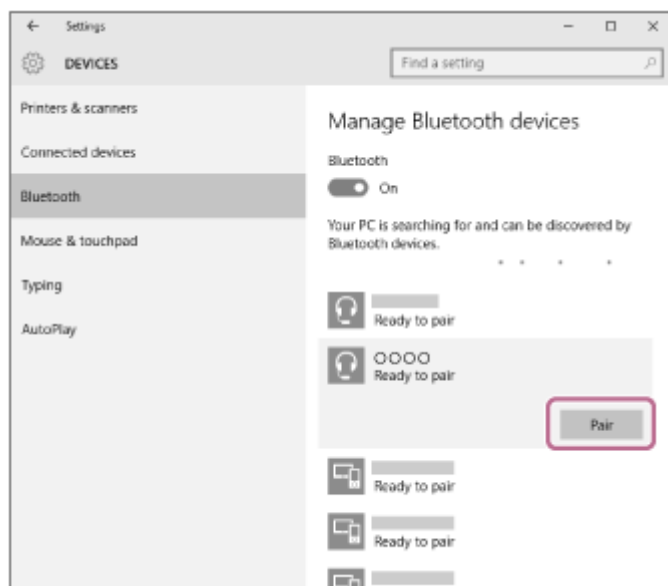 Settings
DEVICES
Find a setting
Printers & scanners
Connected devices
Bluetooth
Mouse & touchpad
Typing
AutoPlay
Manage Bluetooth devices
Bluetooth
On
Your PC is searching for and can be discovered by
Bluetooth devices.
Ready to pair
OOOO
Ready to pair
Pair
Ready to pair
Ready to pair